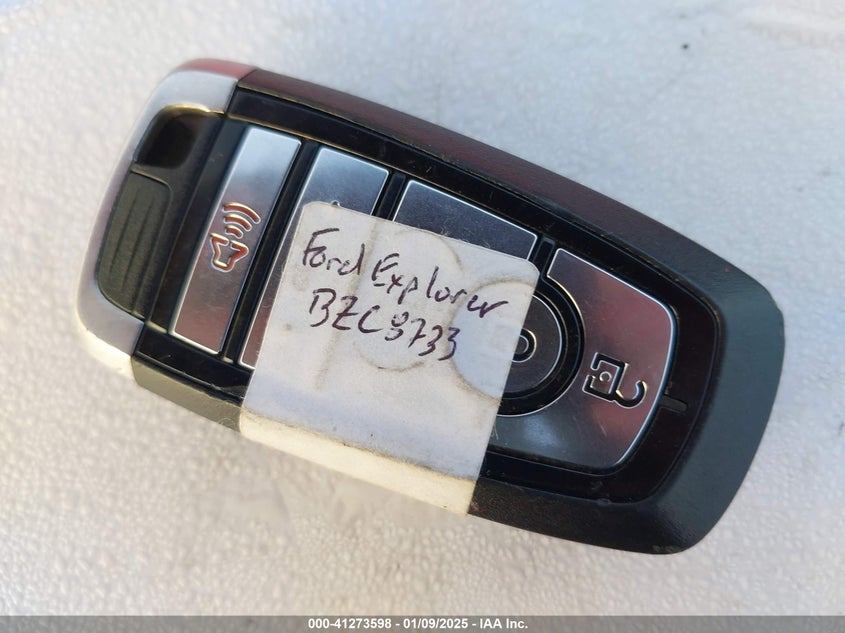 Ford Explorer
BZC8733
000-41273598 - 01/09/2025 - IAA Inc.